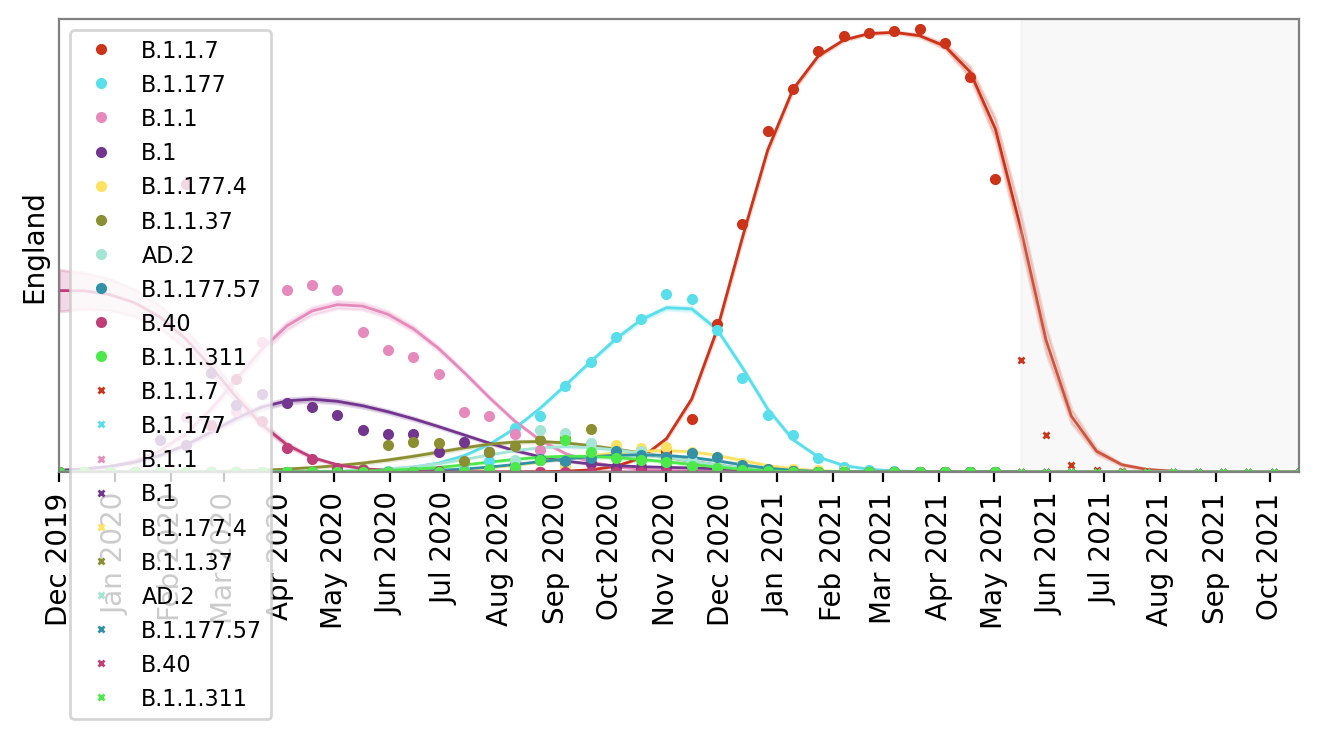 England
B.1.1.7
B.1.177
B.1.1
B.1
B.1.177.4
B.1.1.37
AD.2
B.1.177.57
B.40
B.1.1.311
B.1.1.7
B.1.177
B.1.1
B.1
B.1.177.4
B.1.1.37
AD.2
B.1.177.57
B.40
B.1.1.311
Dec 2019
Jan 2020
Feb 2020
Mar 2020
Apr 2020
May 2020
Jun 2020
Jul 2020
Aug 2020
Sep 2020
Oct 2020
Nov 2020
Dec 2020
Jan 2021
Feb 2021
Mar 2021
Apr 2021
May 2021
Jun 2021
Jul 2021
Aug 2021
Sep 2021
Oct 2021